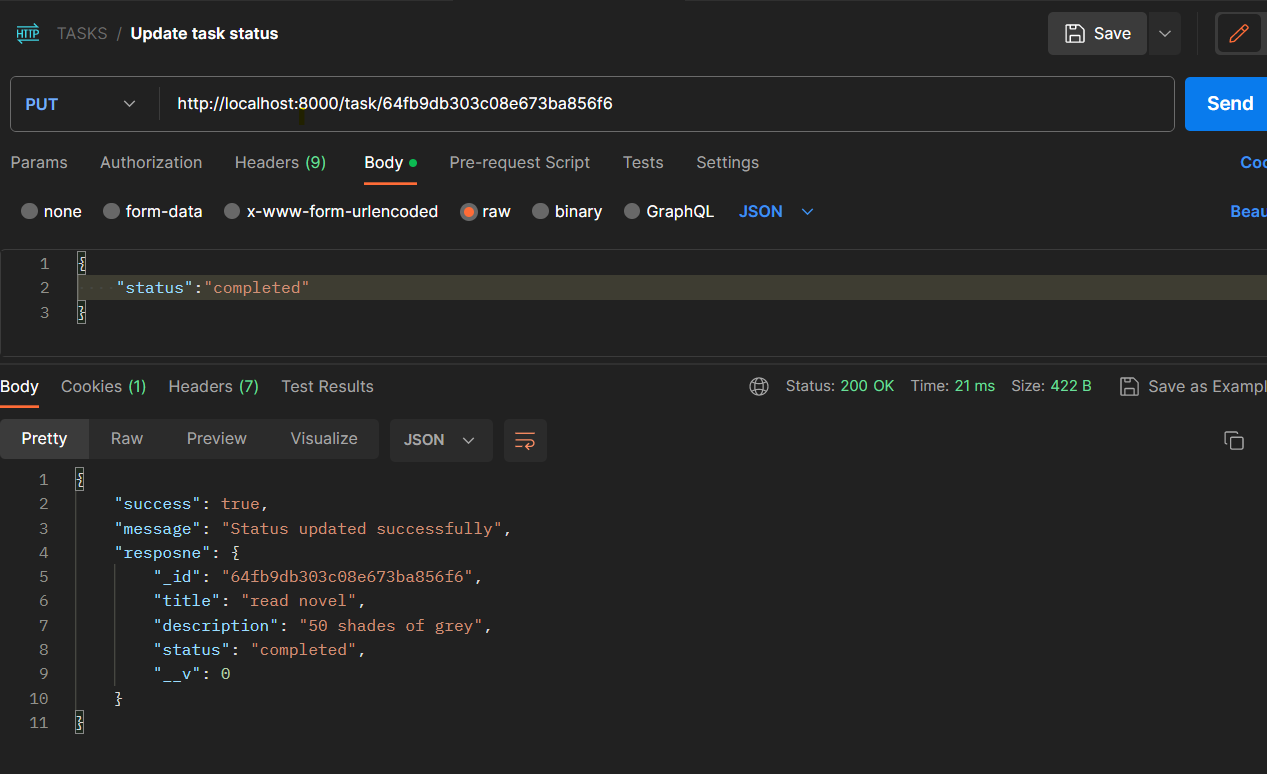 HTTP TASKS / Update task status Save
PUT http://localhost:8000/task/64fb9db303c08e673ba856f6 Send
Params Authorization Headers (9) Body Pre-request Script Tests Settings Coo
none form-data x-www-form-urlencoded raw binary GraphQL JSON Beau
1 {
2 "status":"completed"
3 }
Body Cookies (1) Headers (7) Test Results Status: 200 OK Time: 21 ms Size: 422 B Save as Exampl
Pretty Raw Preview Visualize JSON
1 {
2 "success": true,
3 "message": "Status updated successfully",
4 "resposne": {
5 "_id": "64fb9db303c08e673ba856f6",
6 "title": "read novel",
7 "description": "50 shades of grey",
8 "status": "completed",
9 "__v": 0
10 }
11 }